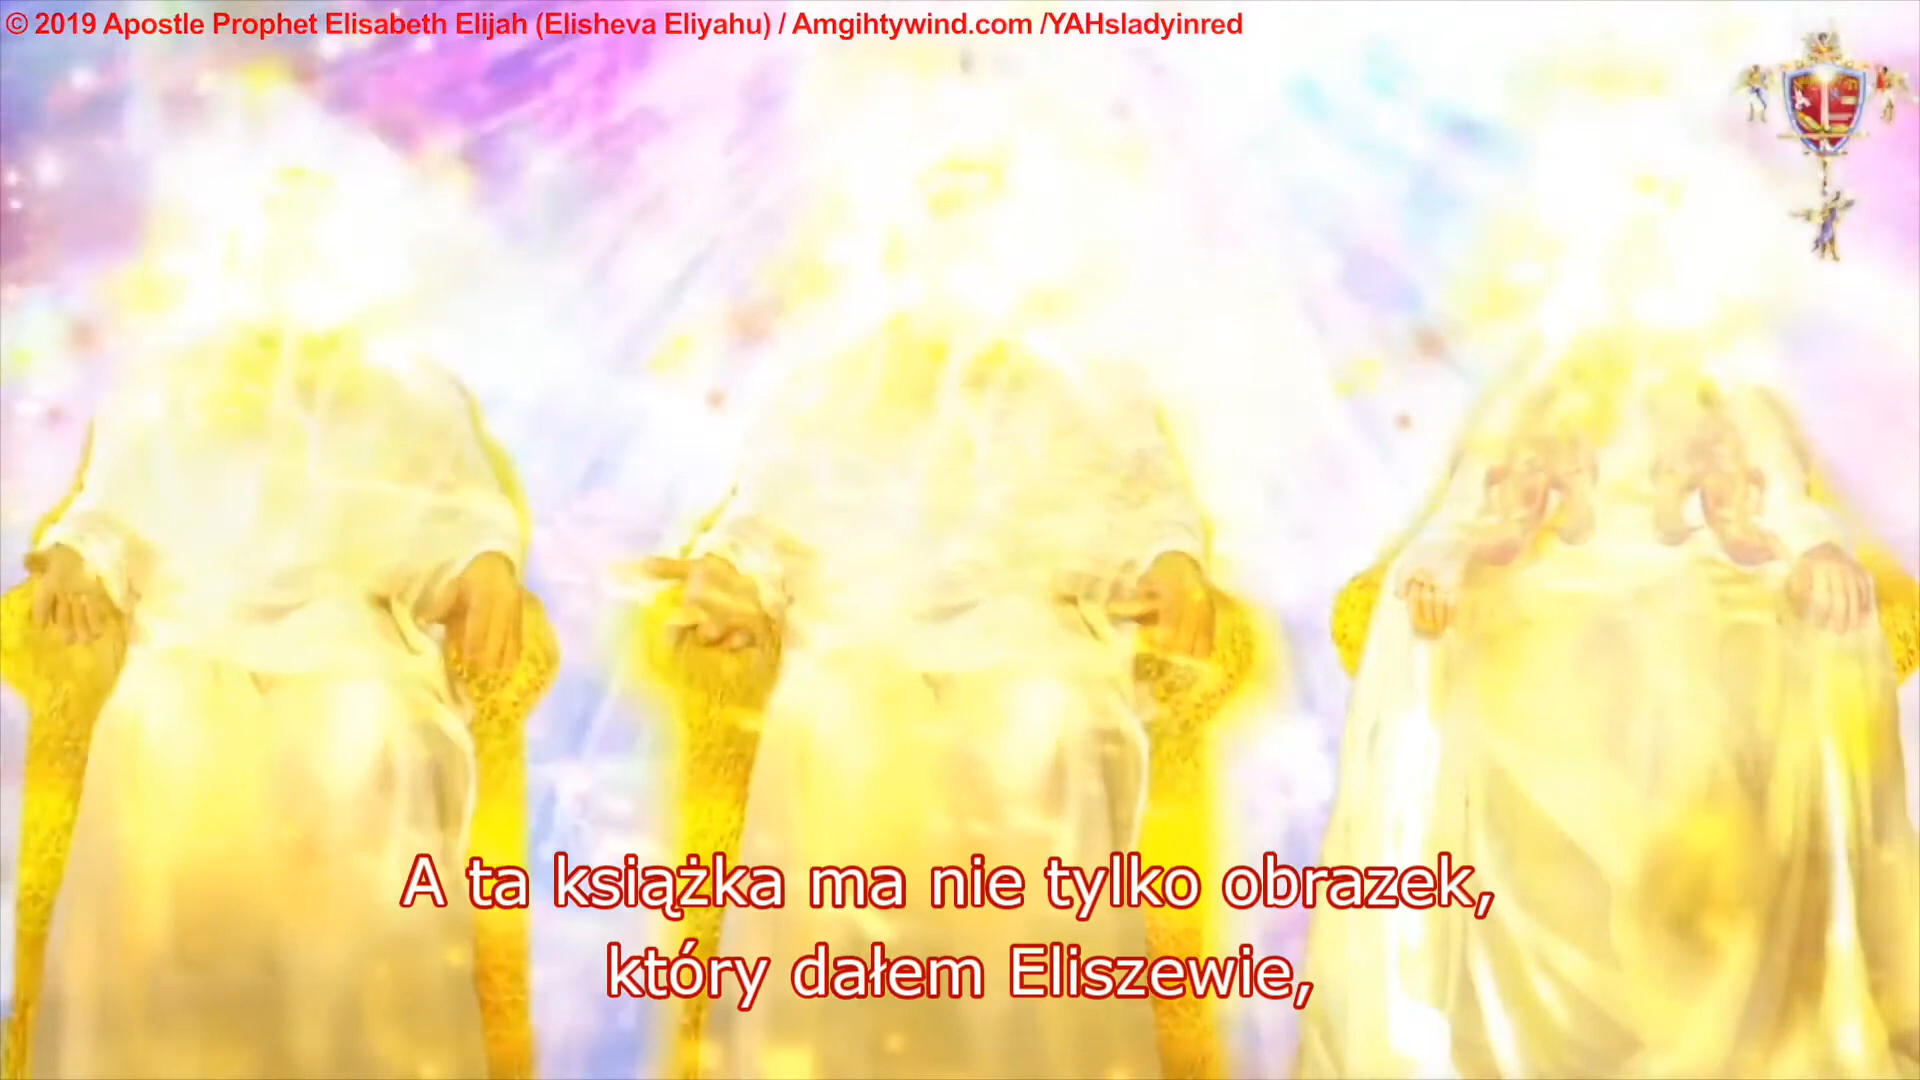 © 2019 Apostle Prophet Elisabeth Elijah (Elisheva Eliyahu) / Amgihtywind.com /YAHsladyinred
A ta książka ma nie tylko obrazek,
który dałem Eliszewie,